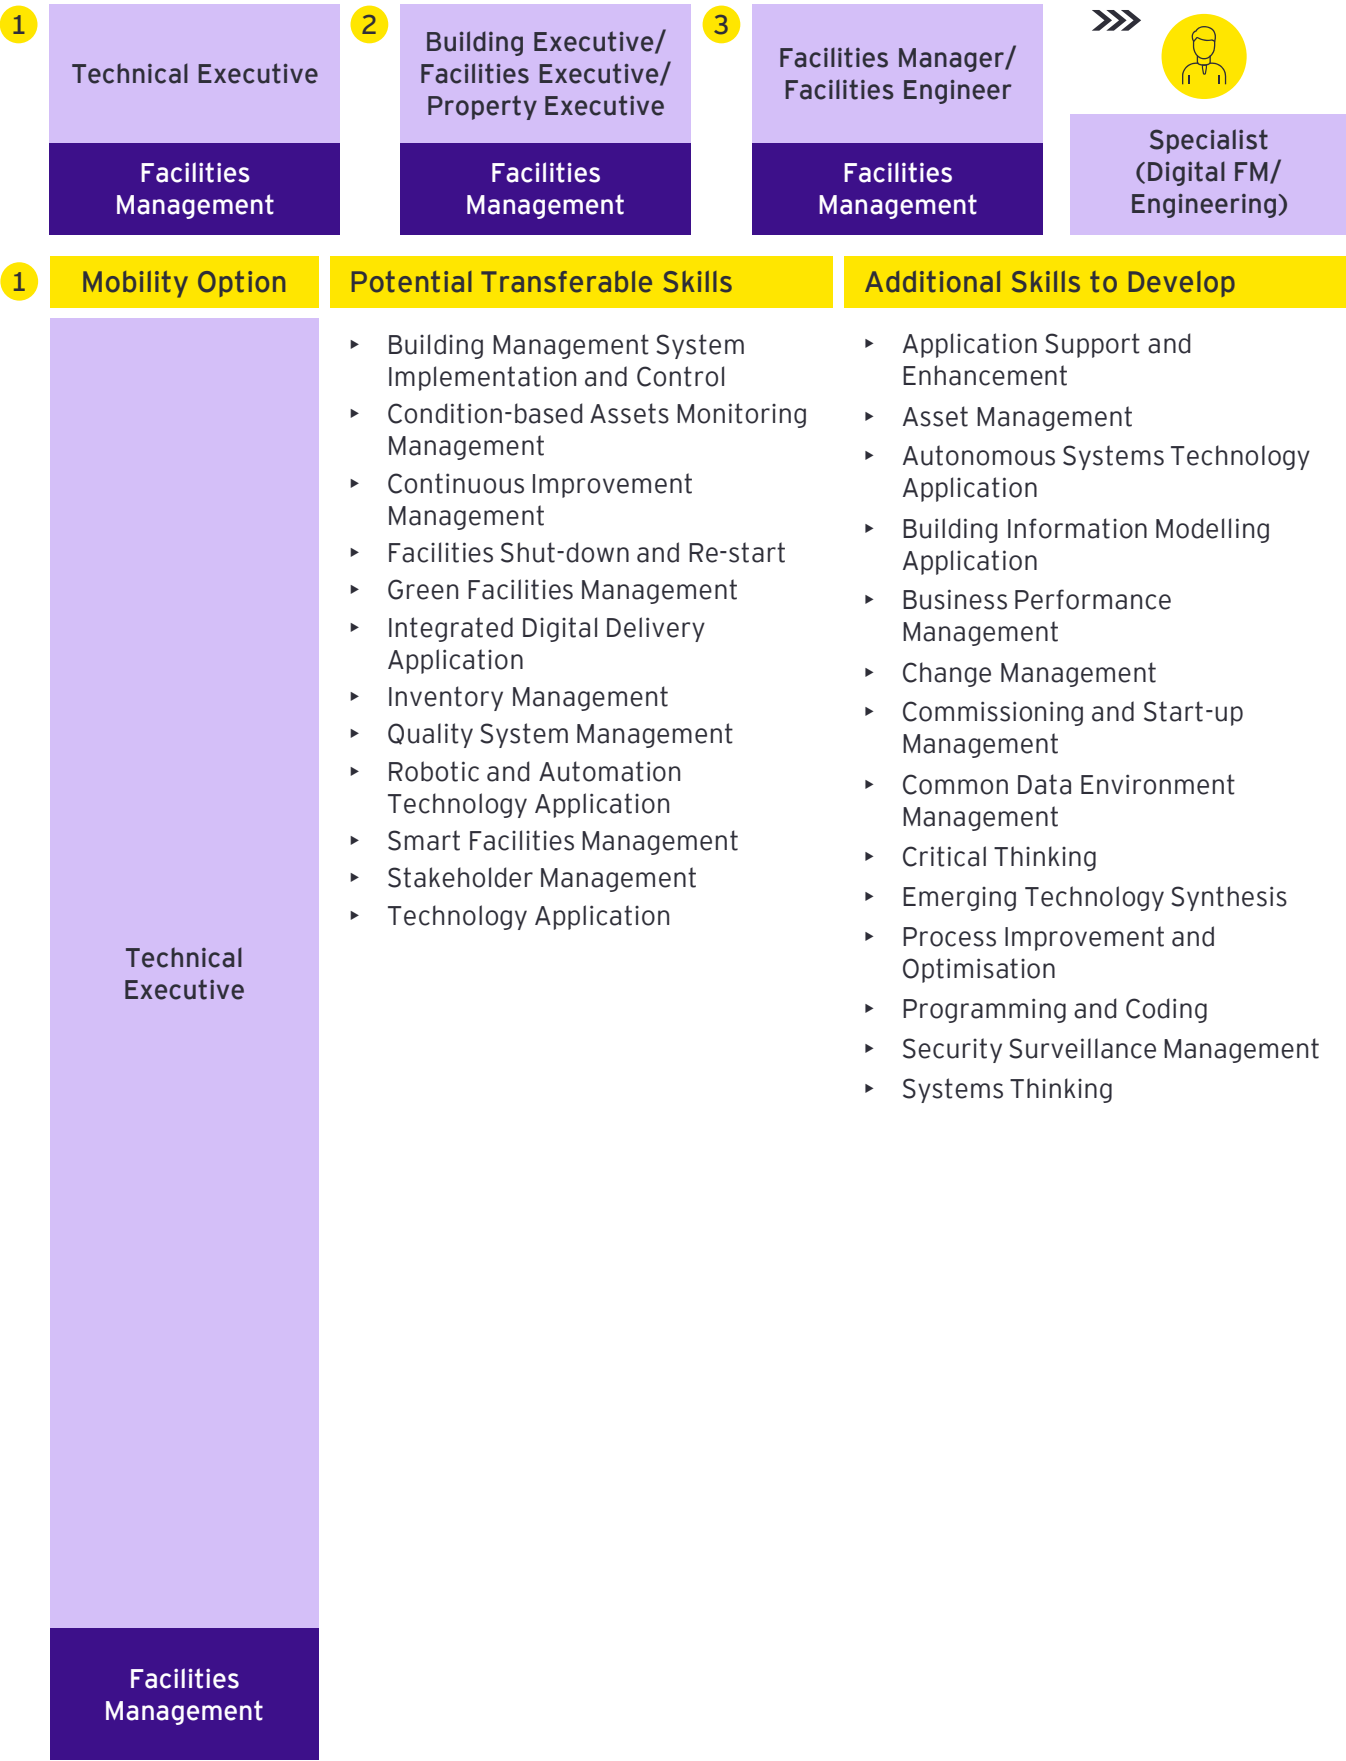 1
Technical Executive
Facilities
Management
2
Building Executive/
Facilities Executive/
Property Executive
Facilities
Management
3
Facilities Manager/
Facilities Engineer
Facilities
Management
Specialist
(Digital FM/
Engineering)
1
Mobility Option
Potential Transferable Skills
Additional Skills to Develop
Technical
Executive
Facilities
Management
‣ Building Management System
Implementation and Control
‣ Condition-based Assets Monitoring
Management
‣ Continuous Improvement
Management
‣ Facilities Shut-down and Re-start
‣ Green Facilities Management
‣ Integrated Digital Delivery
Application
‣ Inventory Management
‣ Quality System Management
‣ Robotic and Automation
Technology Application
‣ Smart Facilities Management
‣ Stakeholder Management
‣ Technology Application
‣ Application Support and
Enhancement
‣ Asset Management
‣ Autonomous Systems Technology
Application
‣ Building Information Modelling
Application
‣ Business Performance
Management
‣ Change Management
‣ Commissioning and Start-up
Management
‣ Common Data Environment
Management
‣ Critical Thinking
‣ Emerging Technology Synthesis
‣ Process Improvement and
Optimisation
‣ Programming and Coding
‣ Security Surveillance Management
‣ Systems Thinking